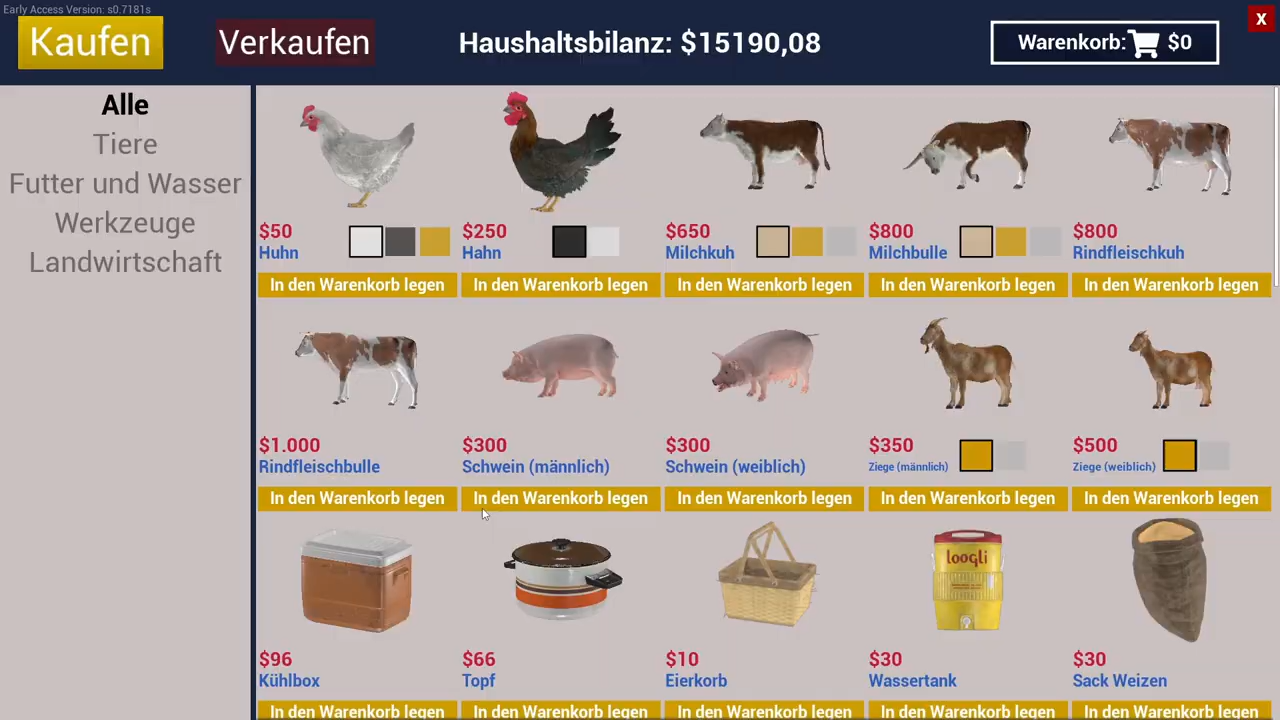 Early Access Version: s0.7181s
Kaufen
Verkaufen
Haushaltsbilanz: $15190,08
Warenkorb: $0
X
Alle
Tiere
Futter und Wasser
Werkzeuge
Landwirtschaft
$50
Huhn
In den Warenkorb legen
$250
Hahn
In den Warenkorb legen
$650
Milchkuh
In den Warenkorb legen
$800
Milchbulle
In den Warenkorb legen
$800
Rindfleischkuh
In den Warenkorb legen
$1.000
Rindfleischbulle
In den Warenkorb legen
$300
Schwein (männlich)
In den Warenkorb legen
$300
Schwein (weiblich)
In den Warenkorb legen
$350
Ziege (männlich)
In den Warenkorb legen
$500
Ziege (weiblich)
In den Warenkorb legen
$96
Kühlbox
In den Warenkorb legen
$66
Topf
In den Warenkorb legen
$10
Eierkorb
In den Warenkorb legen
loogli
$30
Wassertank
In den Warenkorb legen
$30
Sack Weizen
In den Warenkorb legen